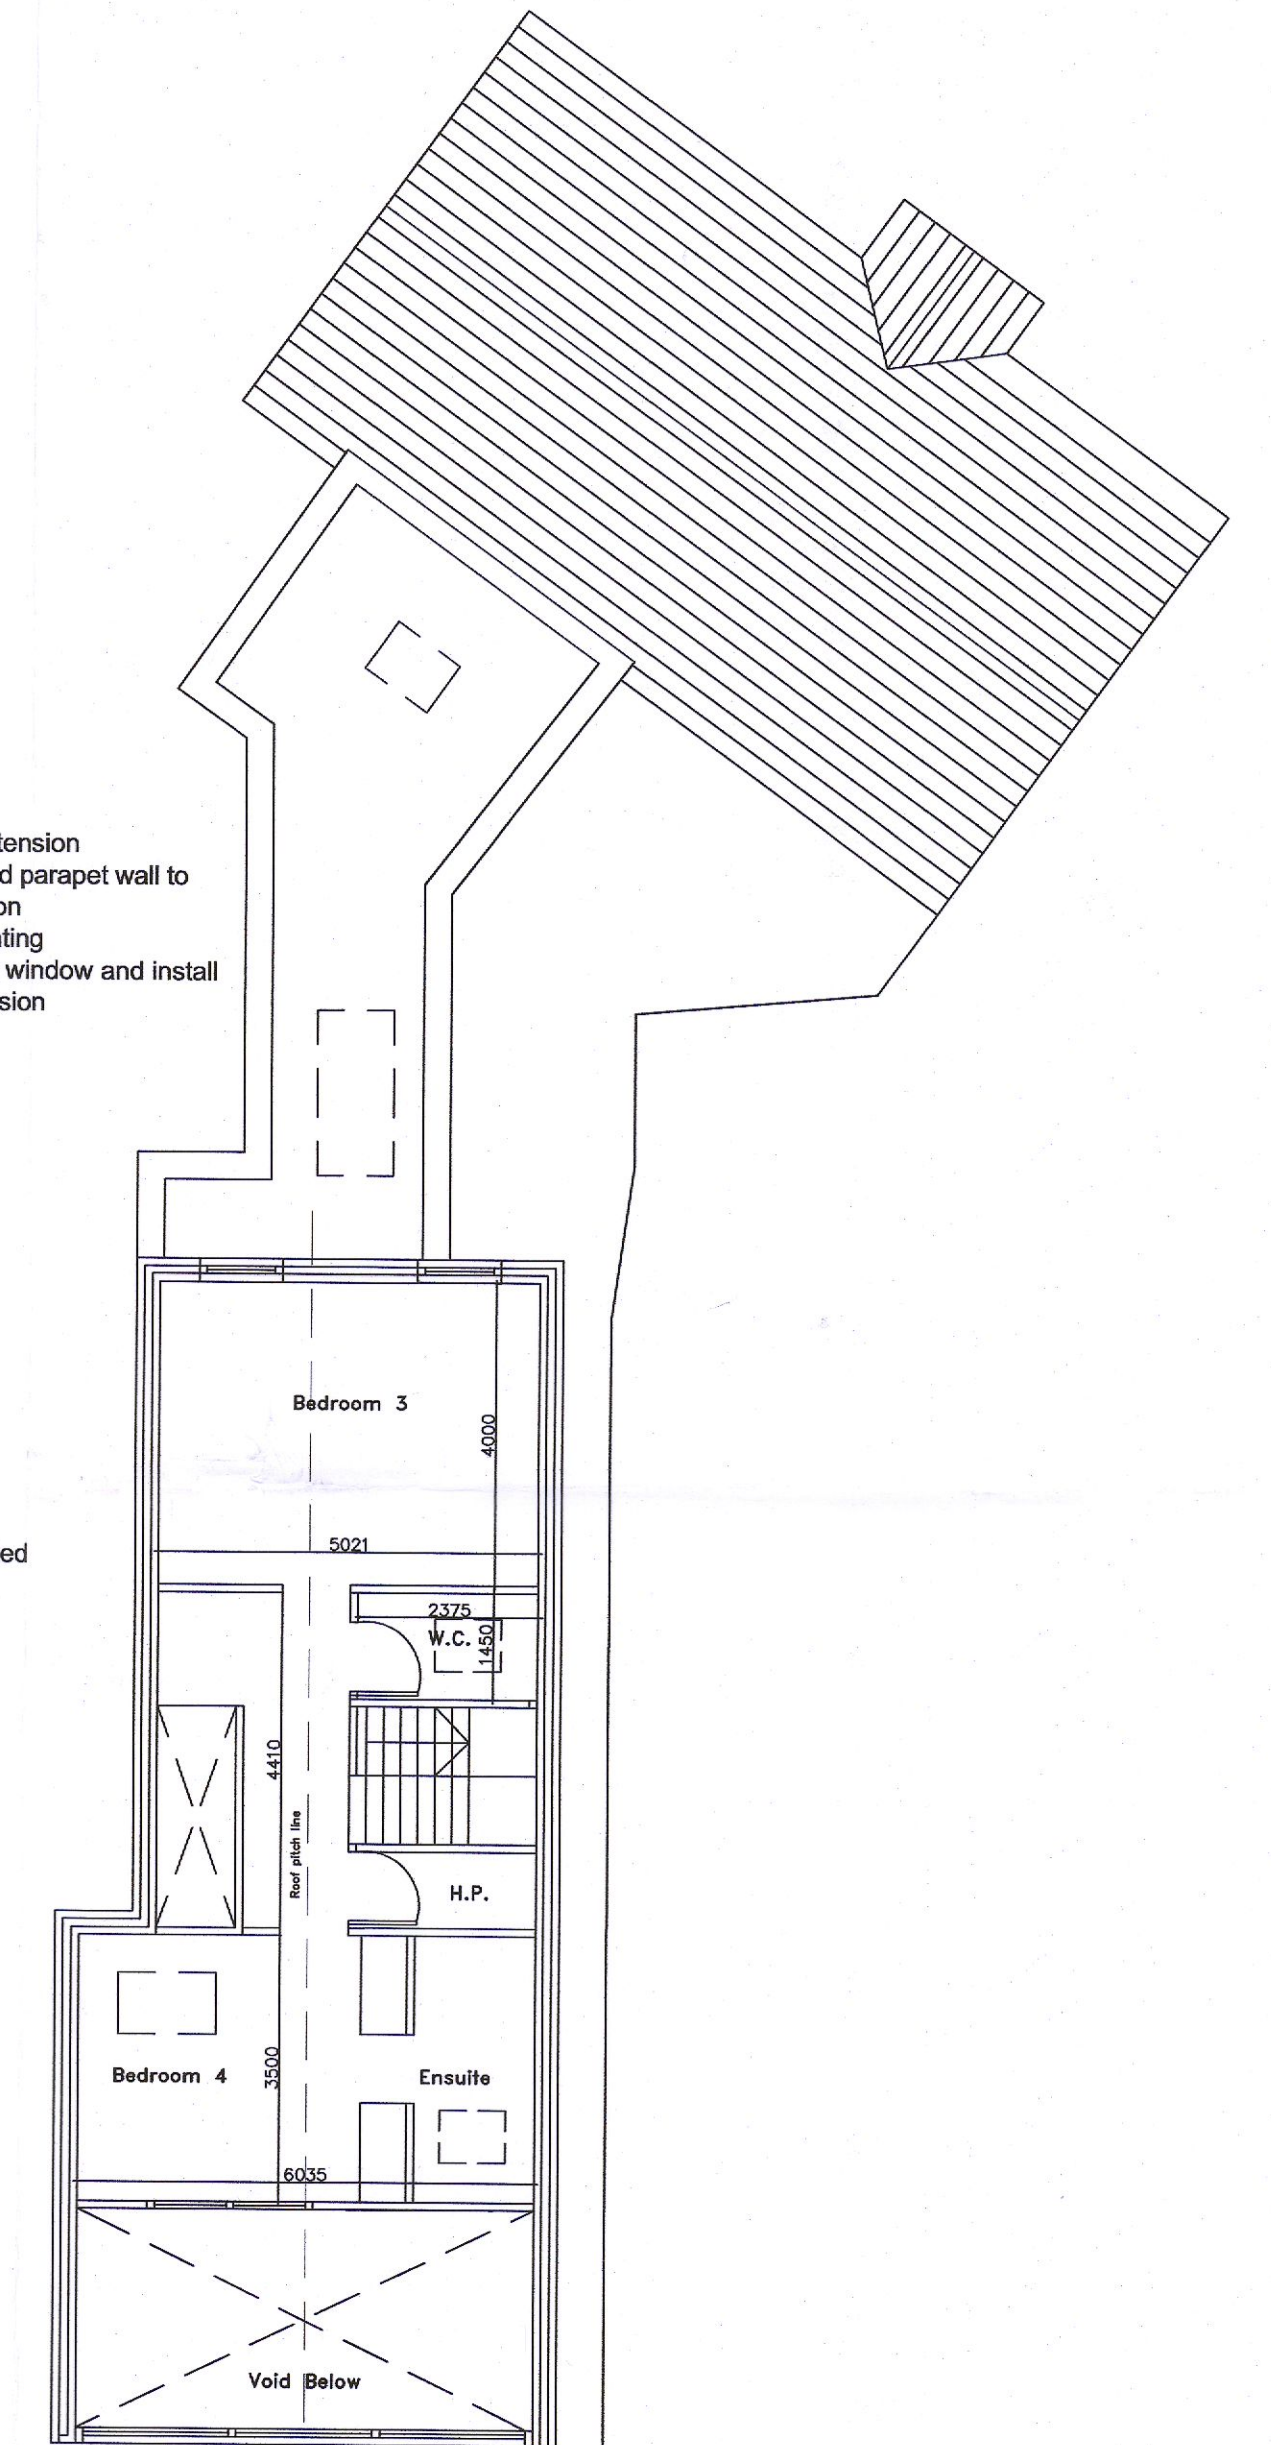 tension
d parapet wall to
on
ting
window and install
sion
Bedroom 3
4000
ed
5021
2375
W.C.
1450
4410
Roof pitch line
H.P.
Bedroom 4
3500
Ensuite
6035
Void Below